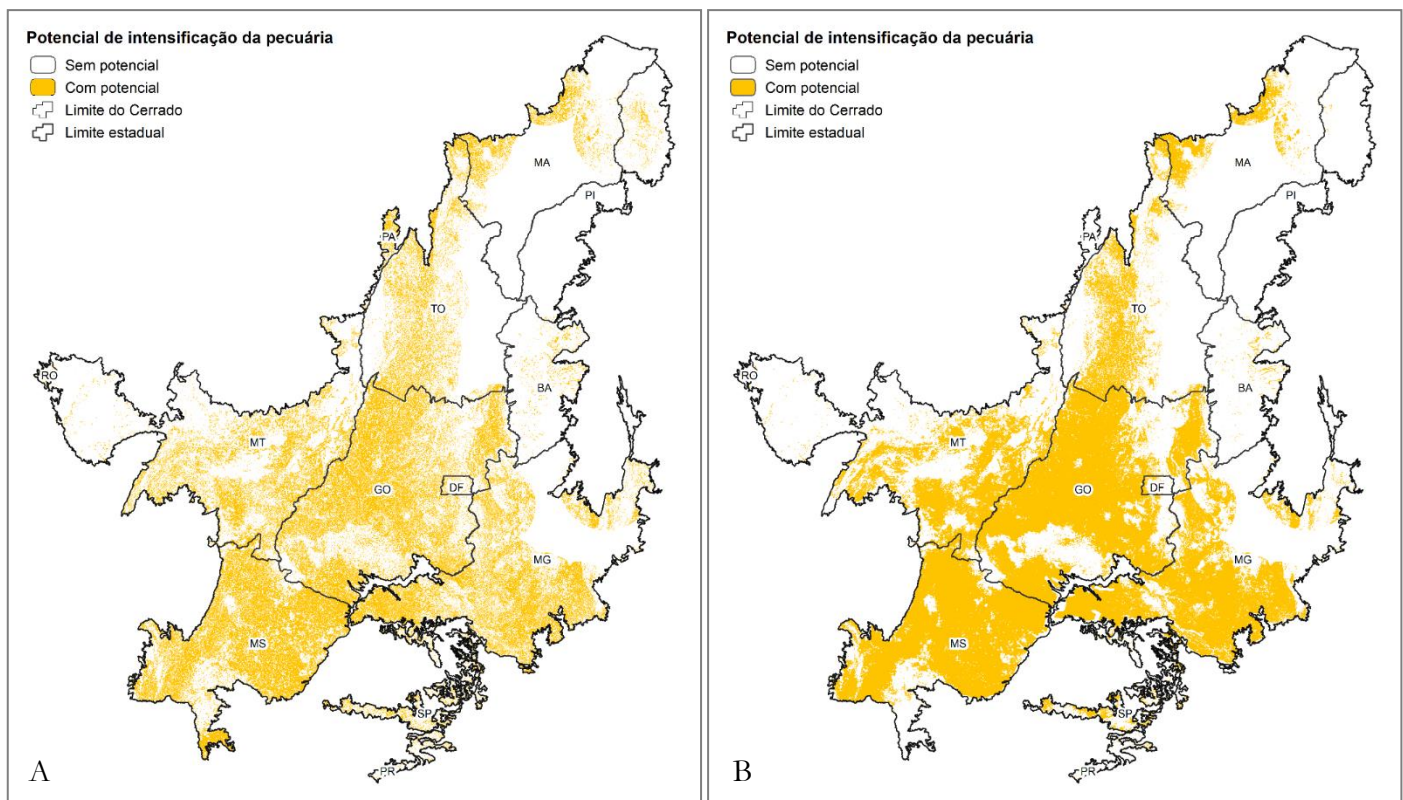 Potencial de intensificação da pecuária
Sem potencial
Com potencial
Limite do Cerrado
Limite estadual
MA
PI
PA
TO
RO
BA
MT
GO
DF
MG
MS
SP
PR
A
Potencial de intensificação da pecuária
Sem potencial
Com potencial
Limite do Cerrado
Limite estadual
MA
PI
PA
TO
RO
BA
MT
GO
DF
MG
MS
SP
PR
B